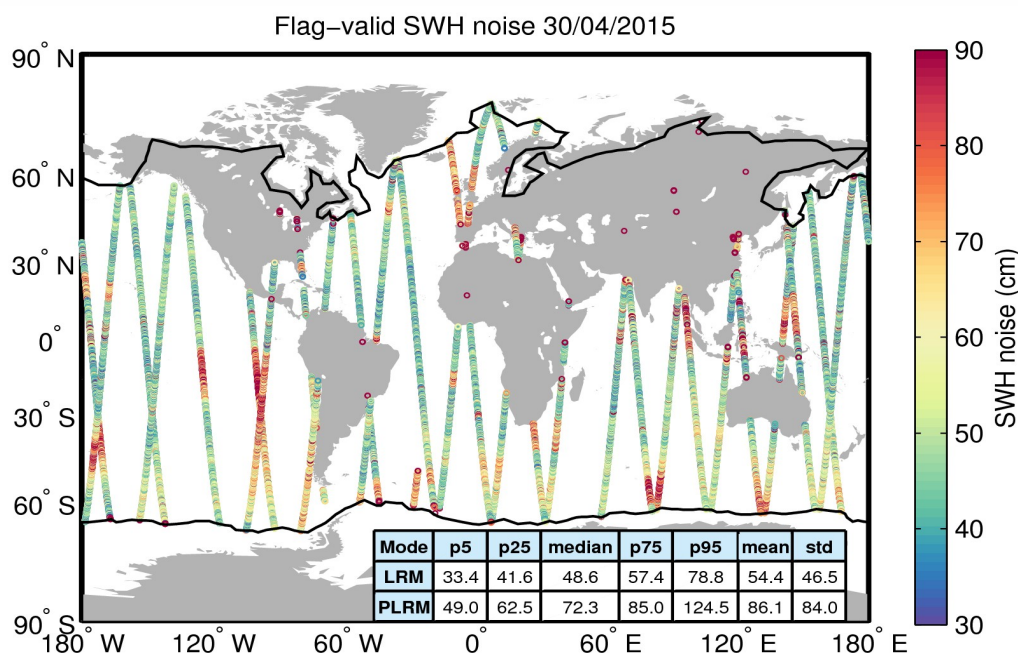 Flag−valid SWH noise 30/04/2015
90° N
60° N
30° N
0°
30° S
60° S
90° S
180° W
120° W
60° W
0°
60° E
120° E
180° E
90
80
70
60
50
40
30
SWH noise (cm)
Mode p5 p25 median p75 p95 mean std
LRM 33.4 41.6 48.6 57.4 78.8 54.4 46.5
PLRM 49.0 62.5 72.3 85.0 124.5 86.1 84.0